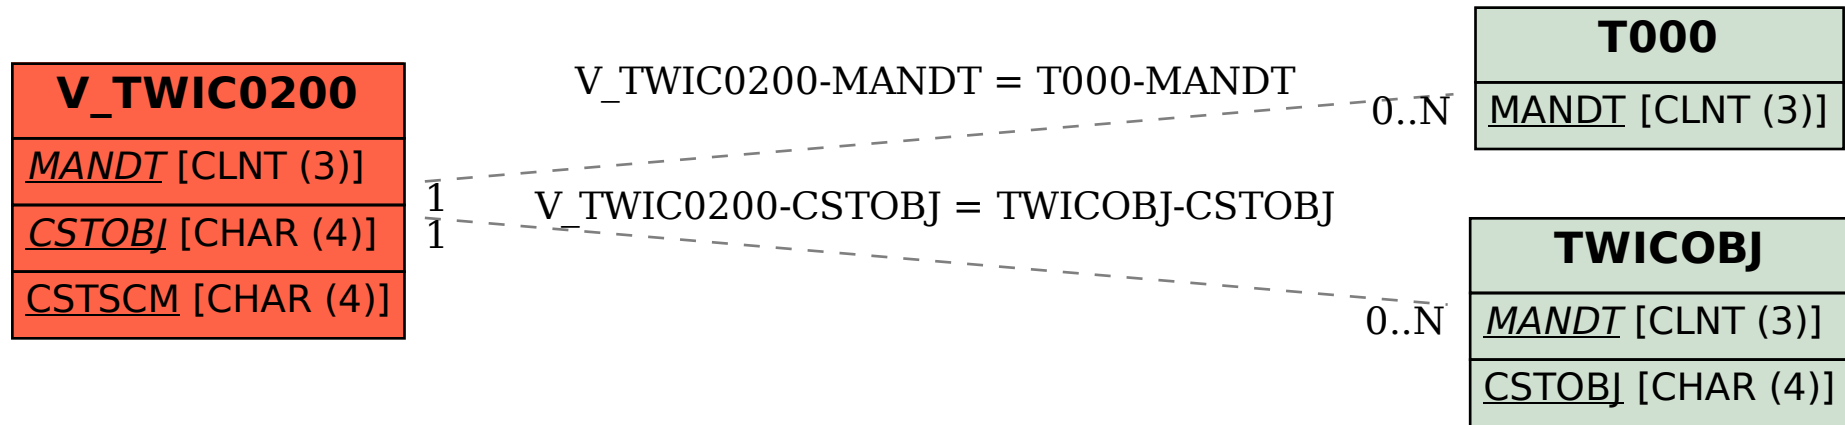 V_TWIC0200
MANDT [CLNT (3)]
CSTOBJ [CHAR (4)]
CSTSCM [CHAR (4)]
V_TWIC0200-MANDT = T000-MANDT
0..N
1
V_TWIC0200-CSTOBJ = TWICOBJ-CSTOBJ
1
0..N
T000
MANDT [CLNT (3)]
TWICOBJ
MANDT [CLNT (3)]
CSTOBJ [CHAR (4)]